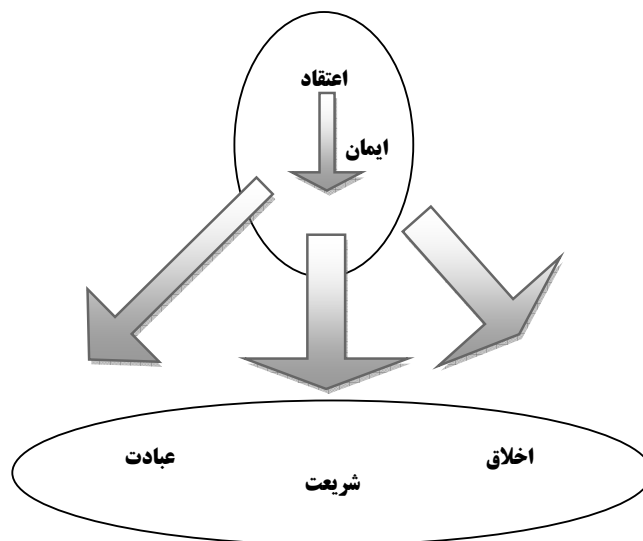 اعتقاد
ایمان
اخلاق
شریعت
عبادت